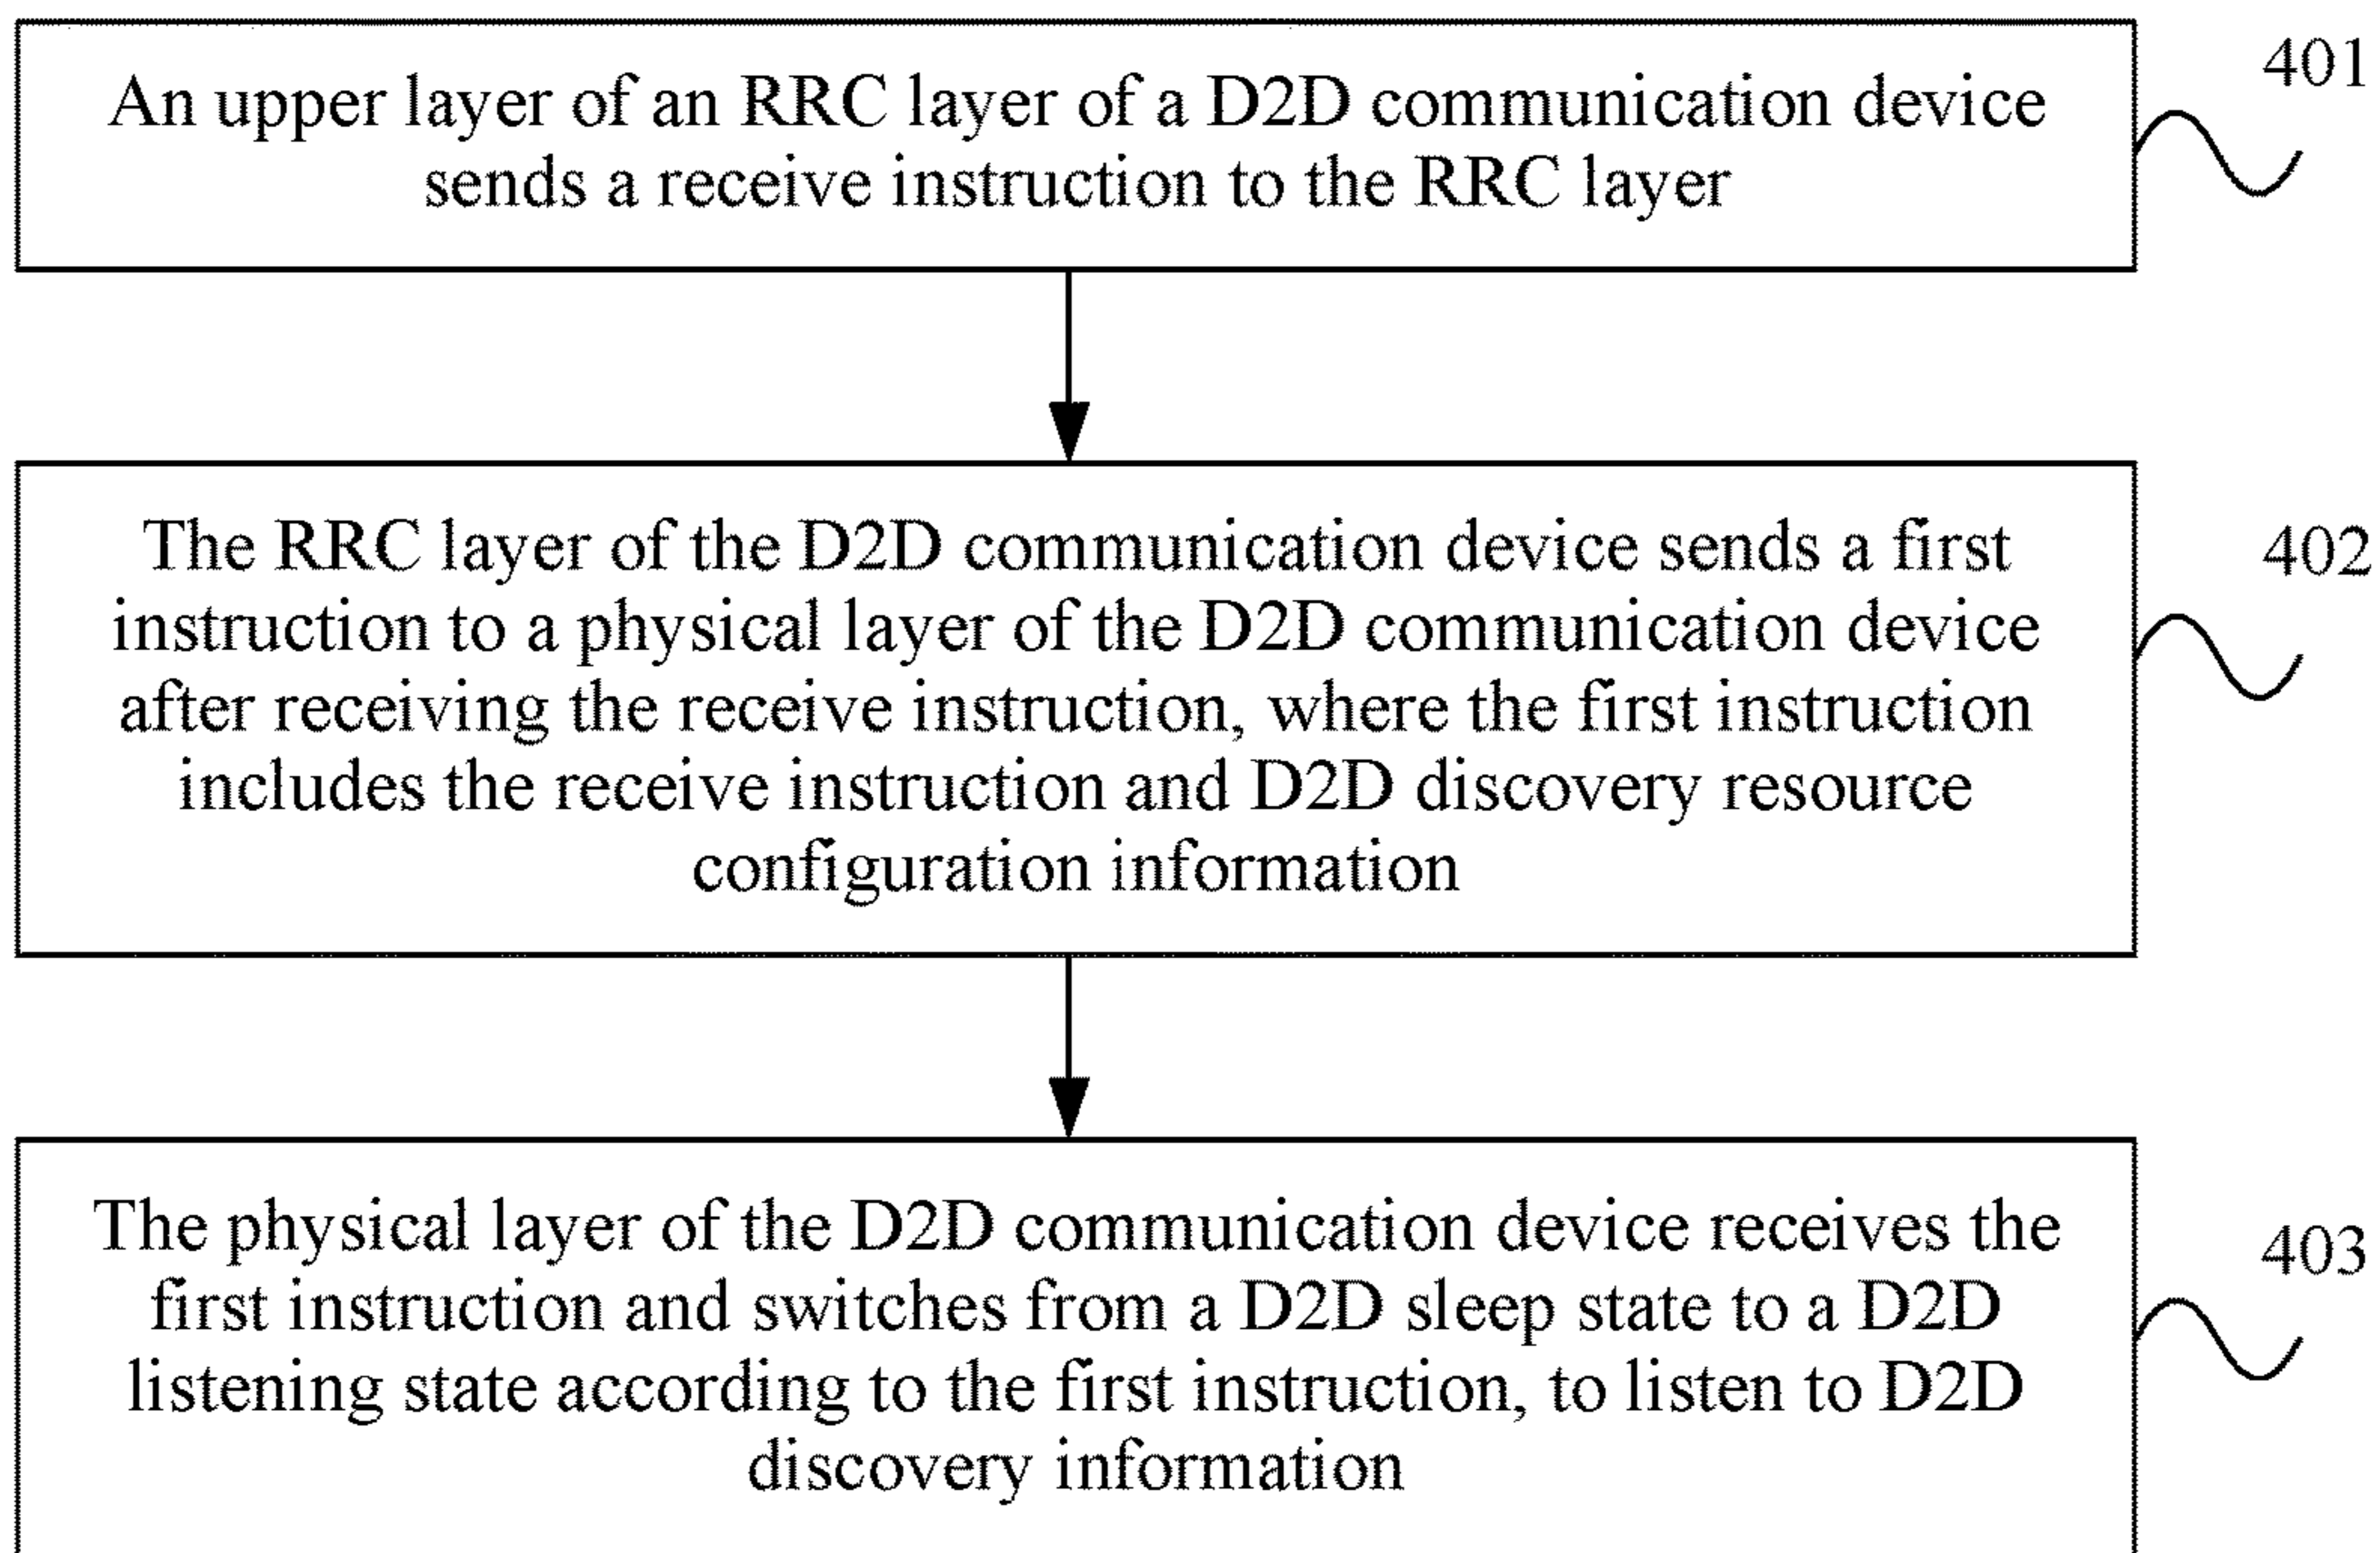 An upper layer of an RRC layer of a D2D communication device
sends a receive instruction to the RRC layer
401
The RRC layer of the D2D communication device sends a first
instruction to a physical layer of the D2D communication device
after receiving the receive instruction, where the first instruction
includes the receive instruction and D2D discovery resource
configuration information
402
The physical layer of the D2D communication device receives the
first instruction and switches from a D2D sleep state to a D2D
listening state according to the first instruction, to listen to D2D
discovery information
403